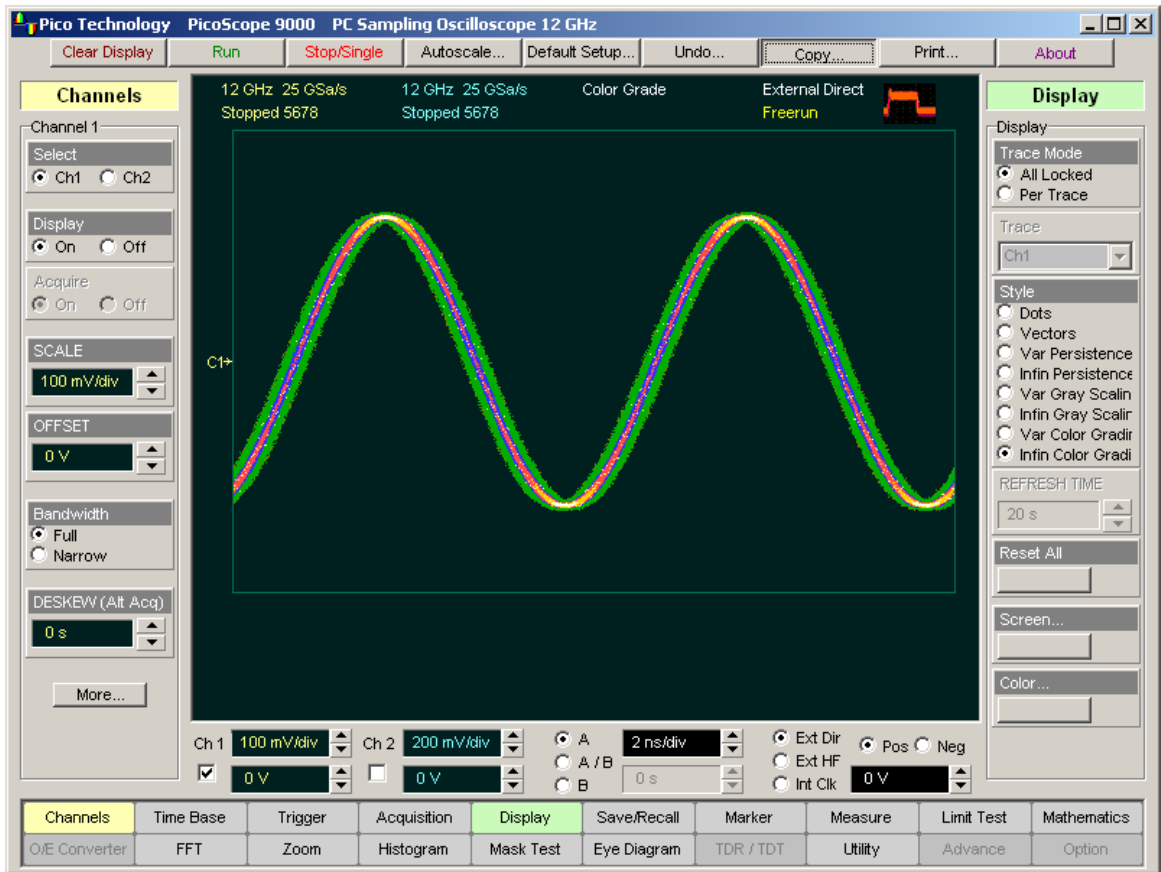 Pico Technology PicoScope 9000 PC Sampling Oscilloscope 12 GHz
Clear Display Run Stop/Single Autoscale... Default Setup... Undo... Copy... Print... About
Channels
Channel 1
Select
Ch1 Ch2
Display
On Off
Acquire
On Off
SCALE
100 mV/div
OFFSET
0 V
Bandwidth
Full
Narrow
DESKEW (Alt Acq)
0 s
More...
12 GHz 25 GSa/s 12 GHz 25 GSa/s Color Grade External Direct
Stopped 5678 Stopped 5678 Freerun
C1
Display
Display
Trace Mode
All Locked
Per Trace
Trace
Ch1
Style
Dots
Vectors
Var Persistence
Infin Persistence
Var Gray Scalin
Infin Gray Scalir
Var Color Gradir
Infin Color Gradi
REFRESH TIME
20 s
Reset All
Screen...
Color...
Ch 1 100 mV/div Ch 2 200 mV/div A 2 ns/div Ext Dir Pos Neg
A / B Ext HF
0 V 0 V B 0 s Int Clk 0 V
Channels Time Base Trigger Acquisition Display Save/Recall Marker Measure Limit Test Mathematics
O/E Converter FFT Zoom Histogram Mask Test Eye Diagram TDR / TDT Utility Advance Option